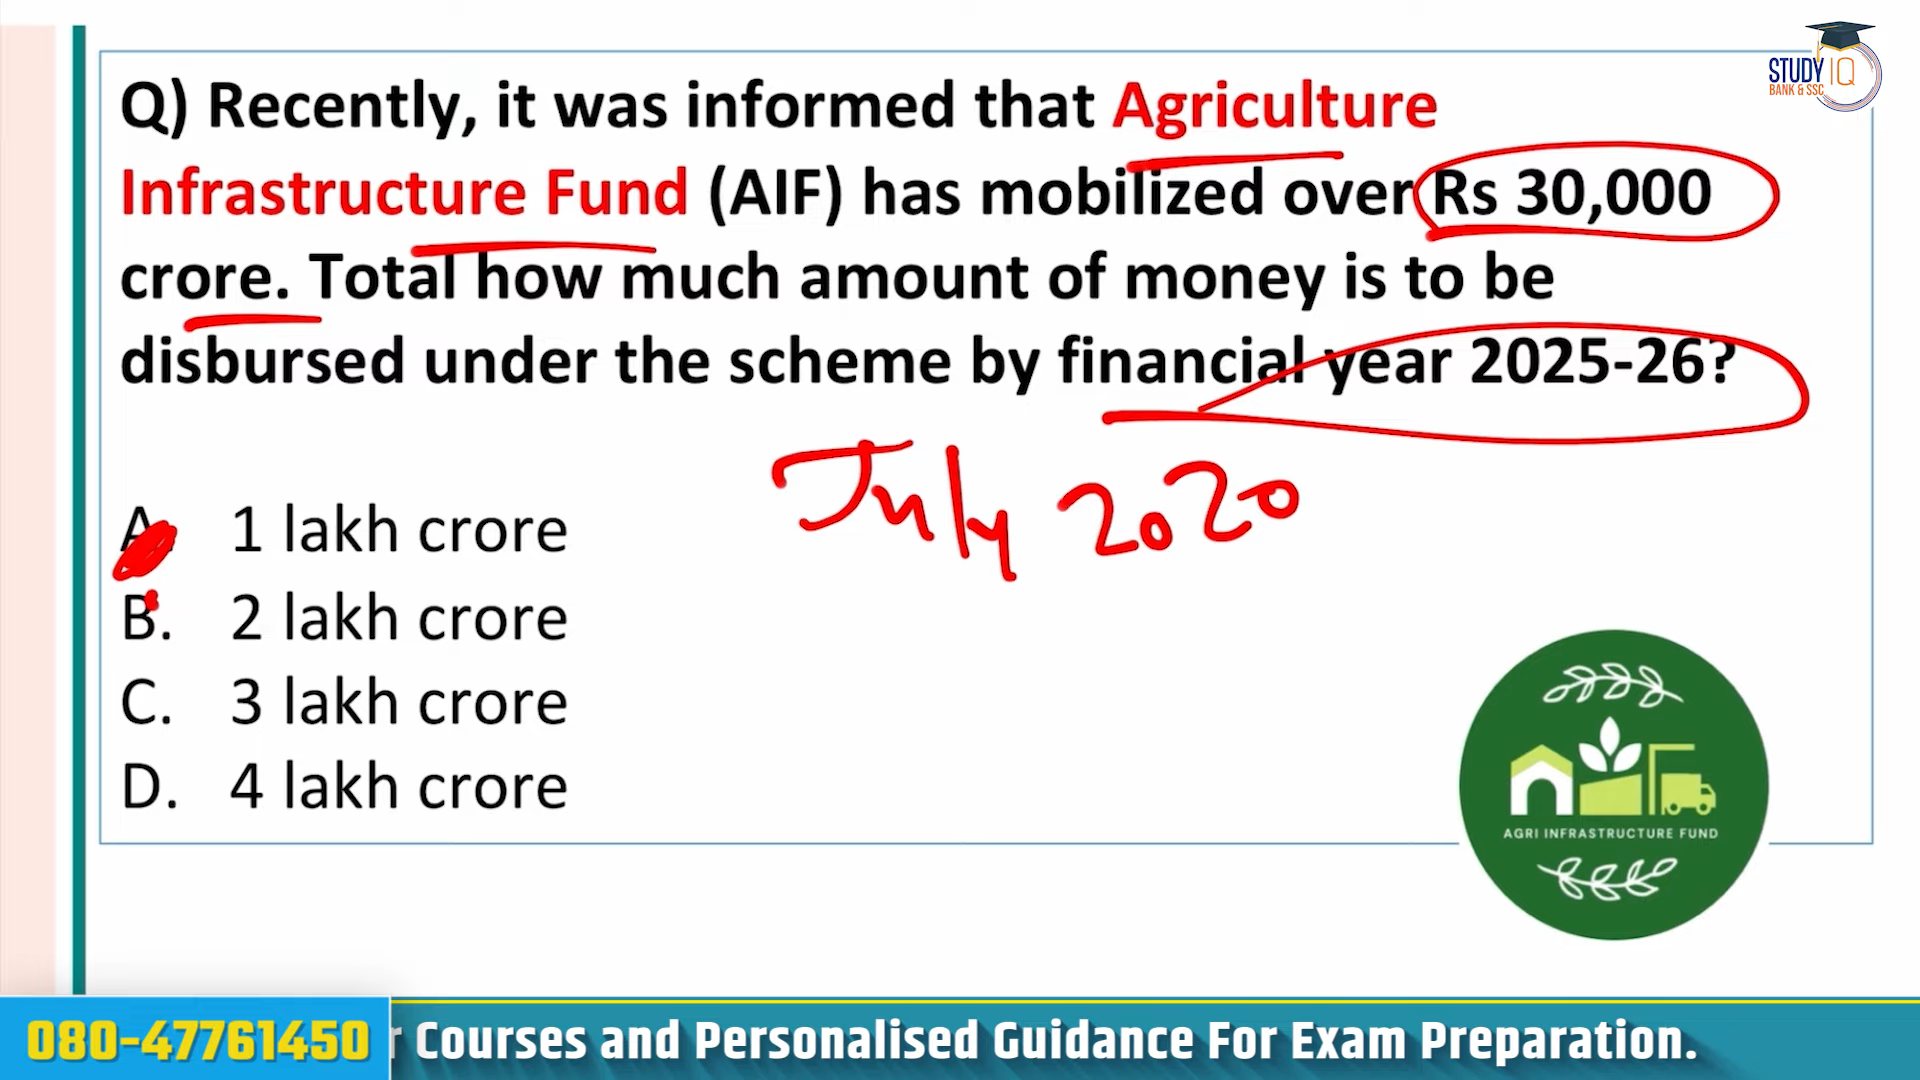 STUDY IQ
BANK & SSC
Q) Recently, it was informed that Agriculture
Infrastructure Fund (AIF) has mobilized over Rs 30,000
crore. Total how much amount of money is to be
disbursed under the scheme by financial year 2025-26?
July 2020
A. 1 lakh crore
B. 2 lakh crore
C. 3 lakh crore
D. 4 lakh crore
AGRI INFRASTRUCTURE FUND
080-47761450 r Courses and Personalised Guidance For Exam Preparation.